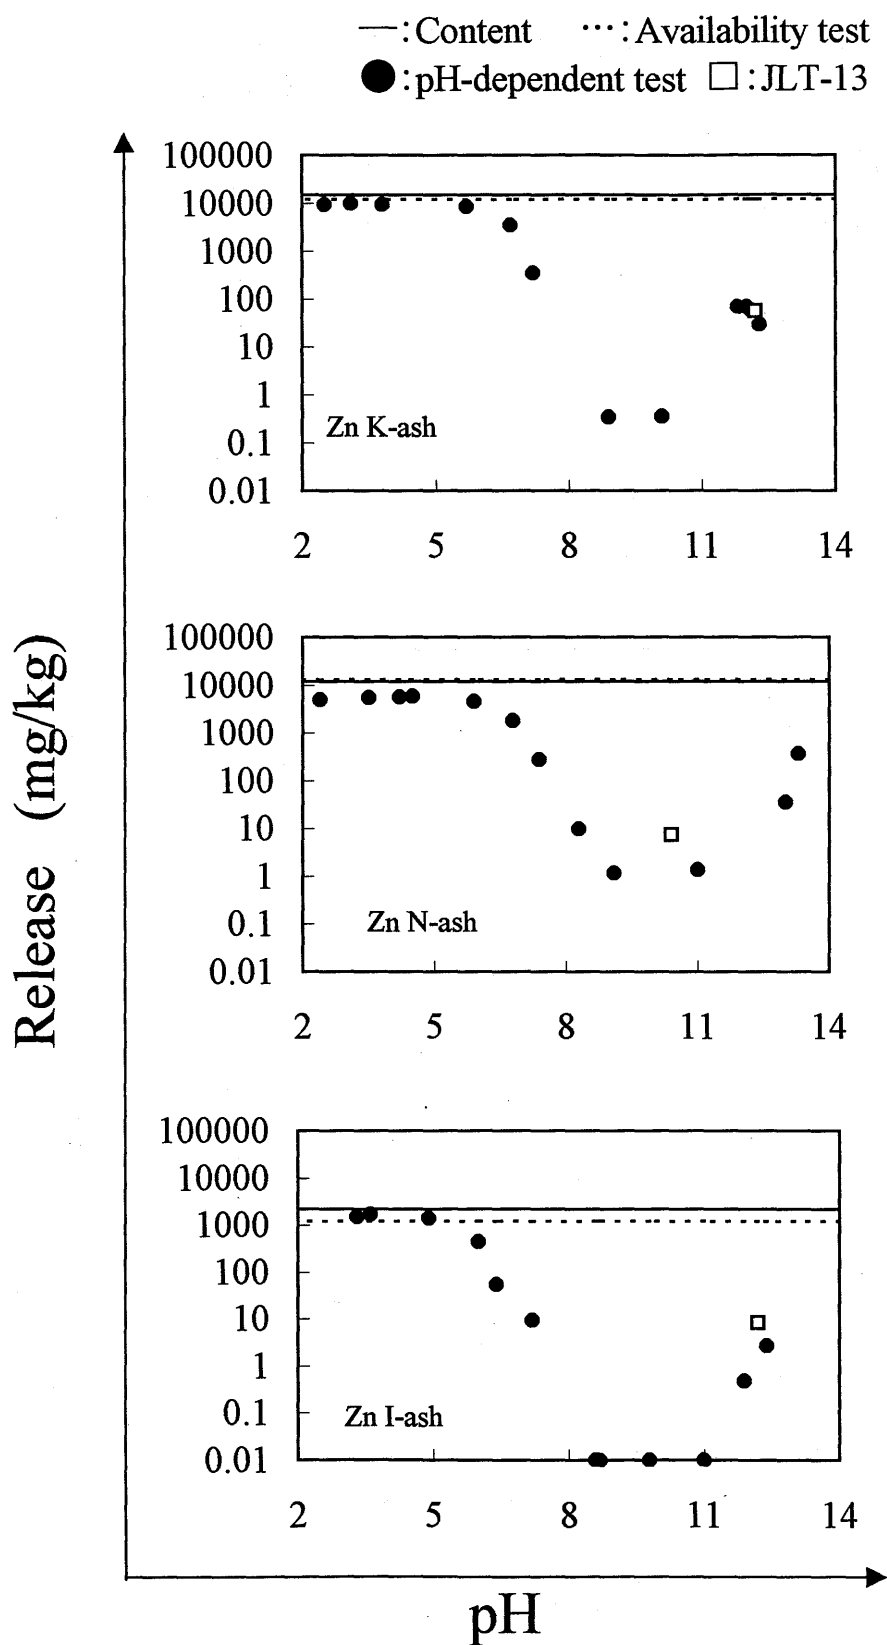 —:Content ···:Availability test
●:pH-dependent test □:JLT-13
Release (mg/kg)
100000
10000
1000
100
10
1
0.1
0.01
Zn K-ash
2 5 8 11 14
100000
10000
1000
100
10
1
0.1
0.01
Zn N-ash
2 5 8 11 14
100000
10000
1000
100
10
1
0.1
0.01
Zn I-ash
2 5 8 11 14
pH